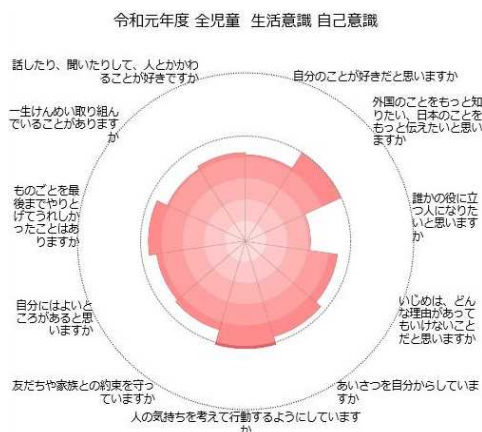 令和元年度 全児童 生活意識 自己意識
自分のことが好きだと思いますか
外国のことをもっと知
りたい、日本のことを
もっと伝えたいと思い
ますか
誰かの役に立
つ人になりた
いと思います
か
いじめは、どん
な理由があって
もいけないこと
だと思いますか
あいさつを自分からしていま
すか
人の気持ちを考えて行動するようにしています
か
友だちや家族との約束を守っ
ていますか
自分にはよいと
ころがあると思
いますか
ものごとを最
後までやりと
げてうれしか
ったことはあ
りますか
一生けんめい取り組ん
でいることがあります
か
話したり、聞いたりして、人とかかわ
ることが好きですか